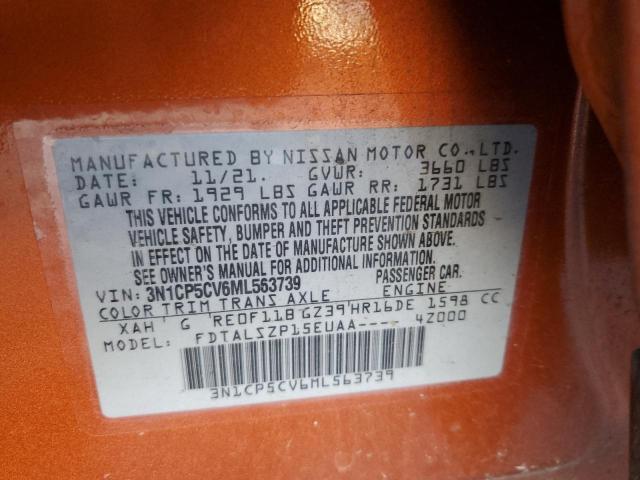 MANUFACTURED BY NISSAN MOTOR CO., LTD.
DATE: 11/21. GVWR: 3660 LBS
GAWR FR: 1929 LBS GAWR RR: 1731 LBS
THIS VEHICLE CONFORMS TO ALL APPLICABLE FEDERAL MOTOR
VEHICLE SAFETY, BUMPER AND THEFT PREVENTION STANDARDS
IN EFFECT ON THE DATE OF MANUFACTURE SHOWN ABOVE.
SEE OWNER'S MANUAL FOR ADDITIONAL INFORMATION.
VIN: 3N1CP5CV6ML563739 PASSENGER CAR.
COLOR TRIM TRANS AXLE ENGINE
XAH G RE0F11B GZ39 HR16DE 1598 CC
MODEL: FDTALSZP15EUAA---- 4Z000
3N1CP5CV6ML563739